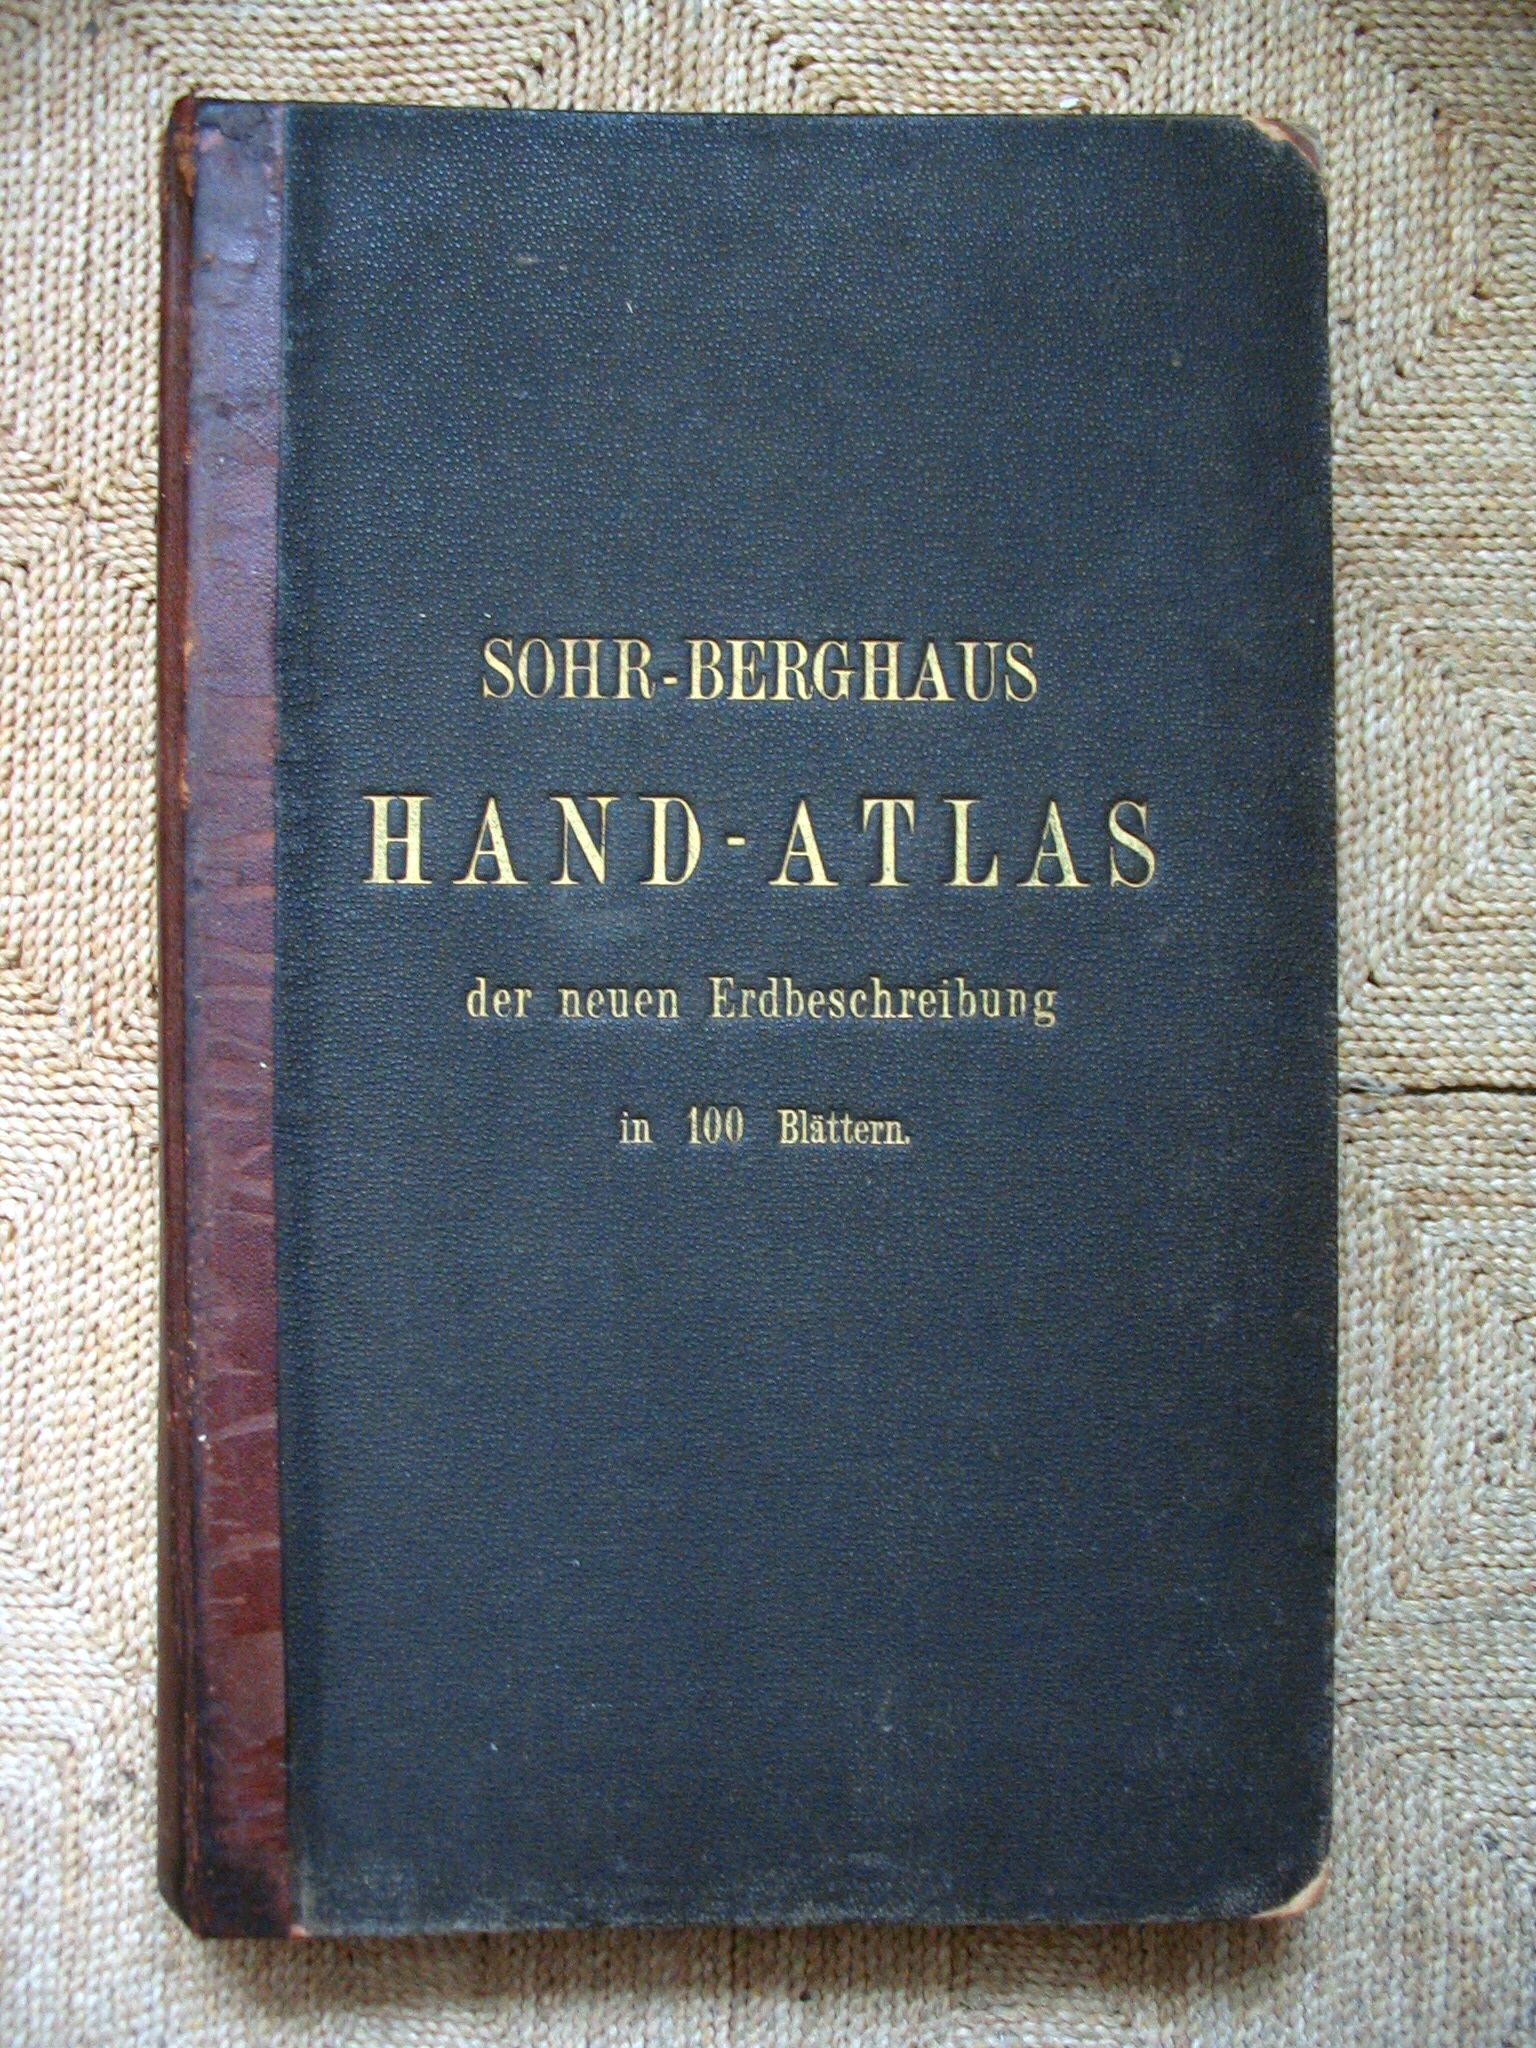 SOHR-BERGHAUS
HAND-ATLAS
der neuen Erdbeschreibung
in 100 Blättern.